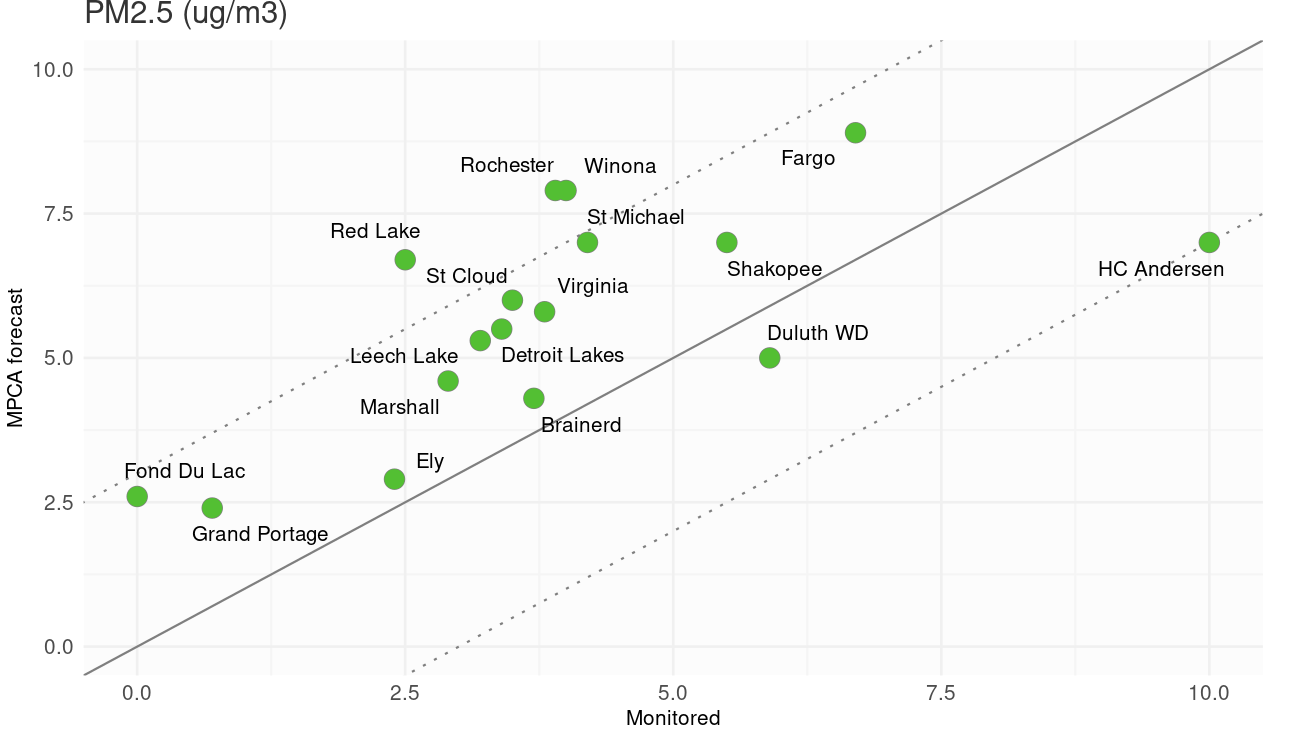 PM2.5 (ug/m3)
10.0
7.5
5.0
2.5
0.0
MPCA forecast
Rochester
Winona
Fargo
St Michael
Red Lake
St Cloud
Virginia
Shakopee
HC Andersen
Duluth WD
Leech Lake
Detroit Lakes
Marshall
Brainerd
Ely
Fond Du Lac
Grand Portage
0.0
2.5
5.0
7.5
10.0
Monitored